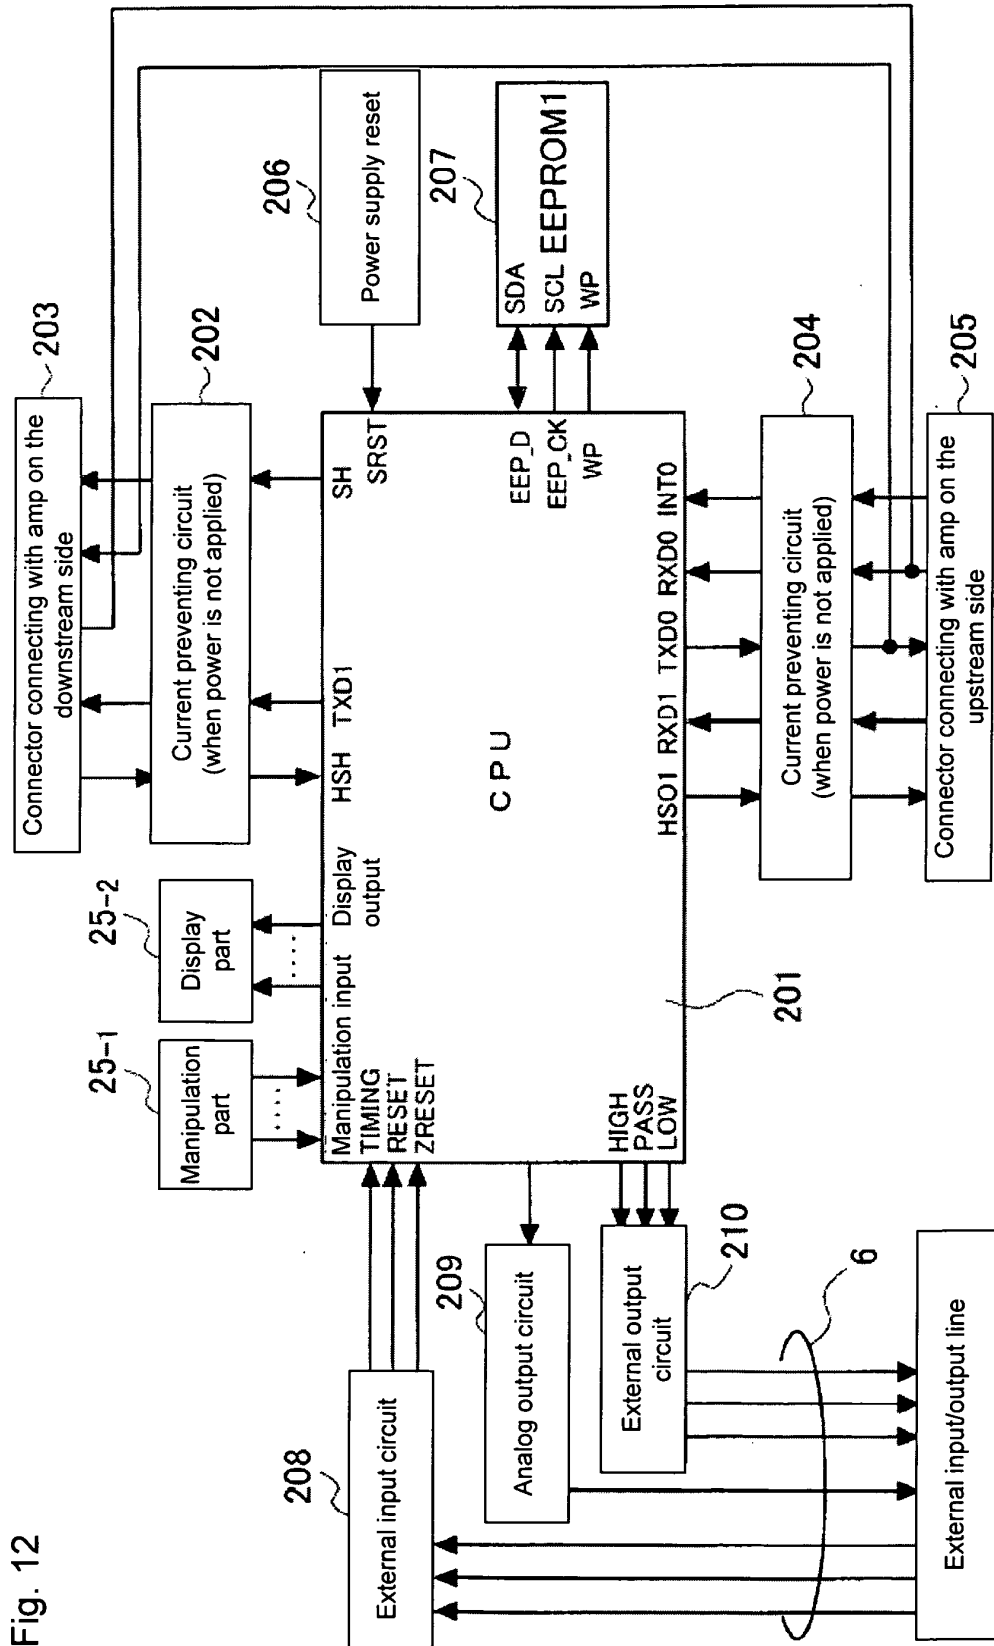 Fig. 12
203
Connector connecting with amp on the
downstream side
202
Current preventing circuit
(when power is not applied)
25-2
Display
part
25-1
Manipulation
part
206
Power supply reset
207
SDA
SCL
WP
EEPROM1
SH
TXD1
HSH
Display
output
Manipulation input
TIMING
RESET
ZRESET
SRST
EEP_D
EEP_CK
WP
CPU
201
HIGH
PASS
LOW
HSO1
RXD1
TXD0
RXD0
INT0
204
Current preventing circuit
(when power is not applied)
205
Connector connecting with amp on the
upstream side
208
External input circuit
209
Analog output circuit
210
External output
circuit
6
External input/output line